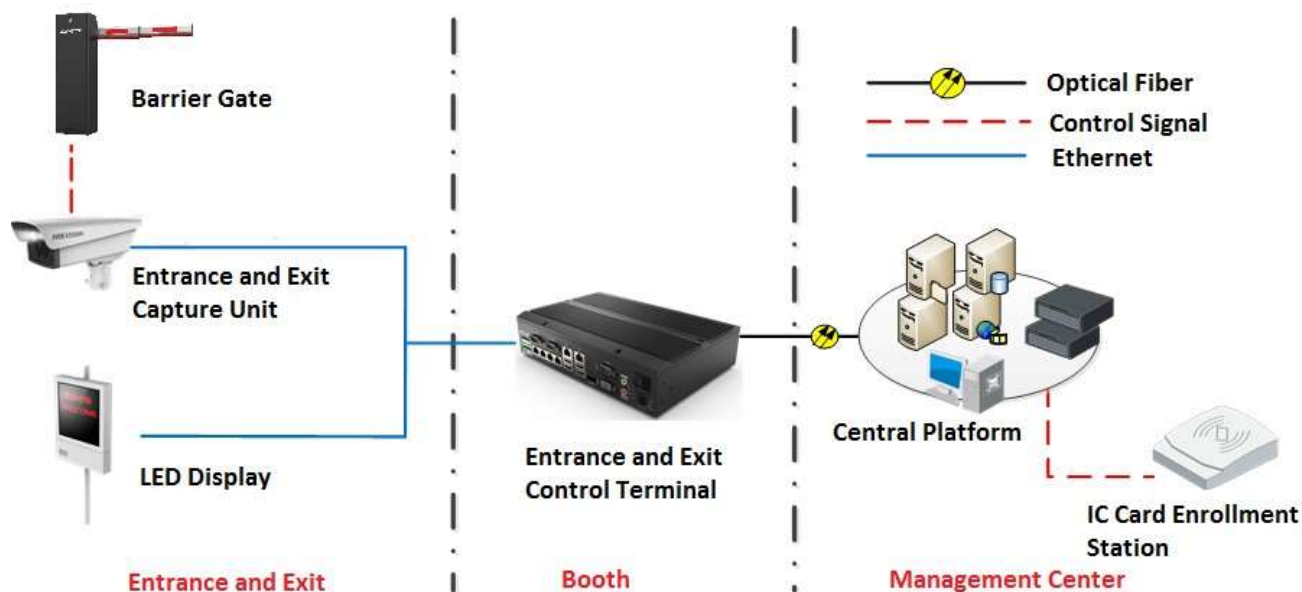 Barrier Gate
Optical Fiber
Control Signal
Ethernet
HIKVISION
Entrance and Exit
Capture Unit
LED Display
Entrance and Exit
Control Terminal
Central Platform
IC Card Enrollment
Station
Entrance and Exit
Booth
Management Center